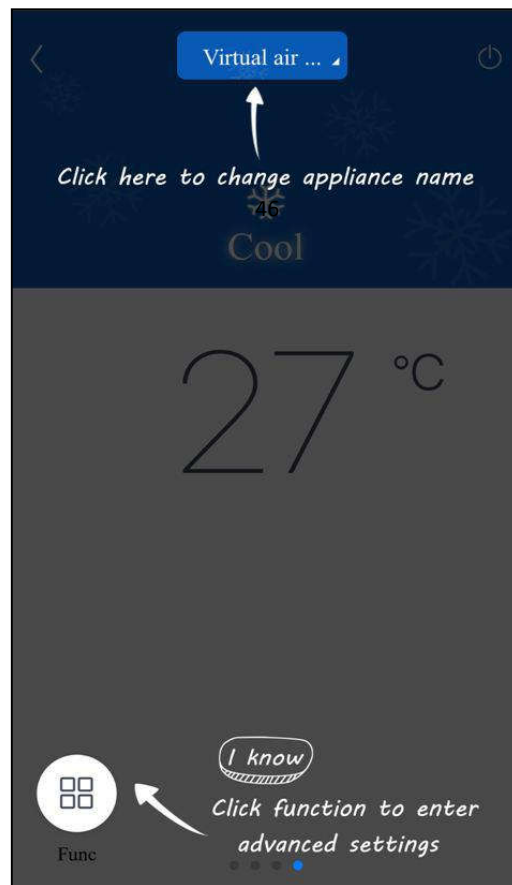 Virtual air ...
Click here to change appliance name
46
Cool
27 °C
I know
Click function to enter
advanced settings
Func